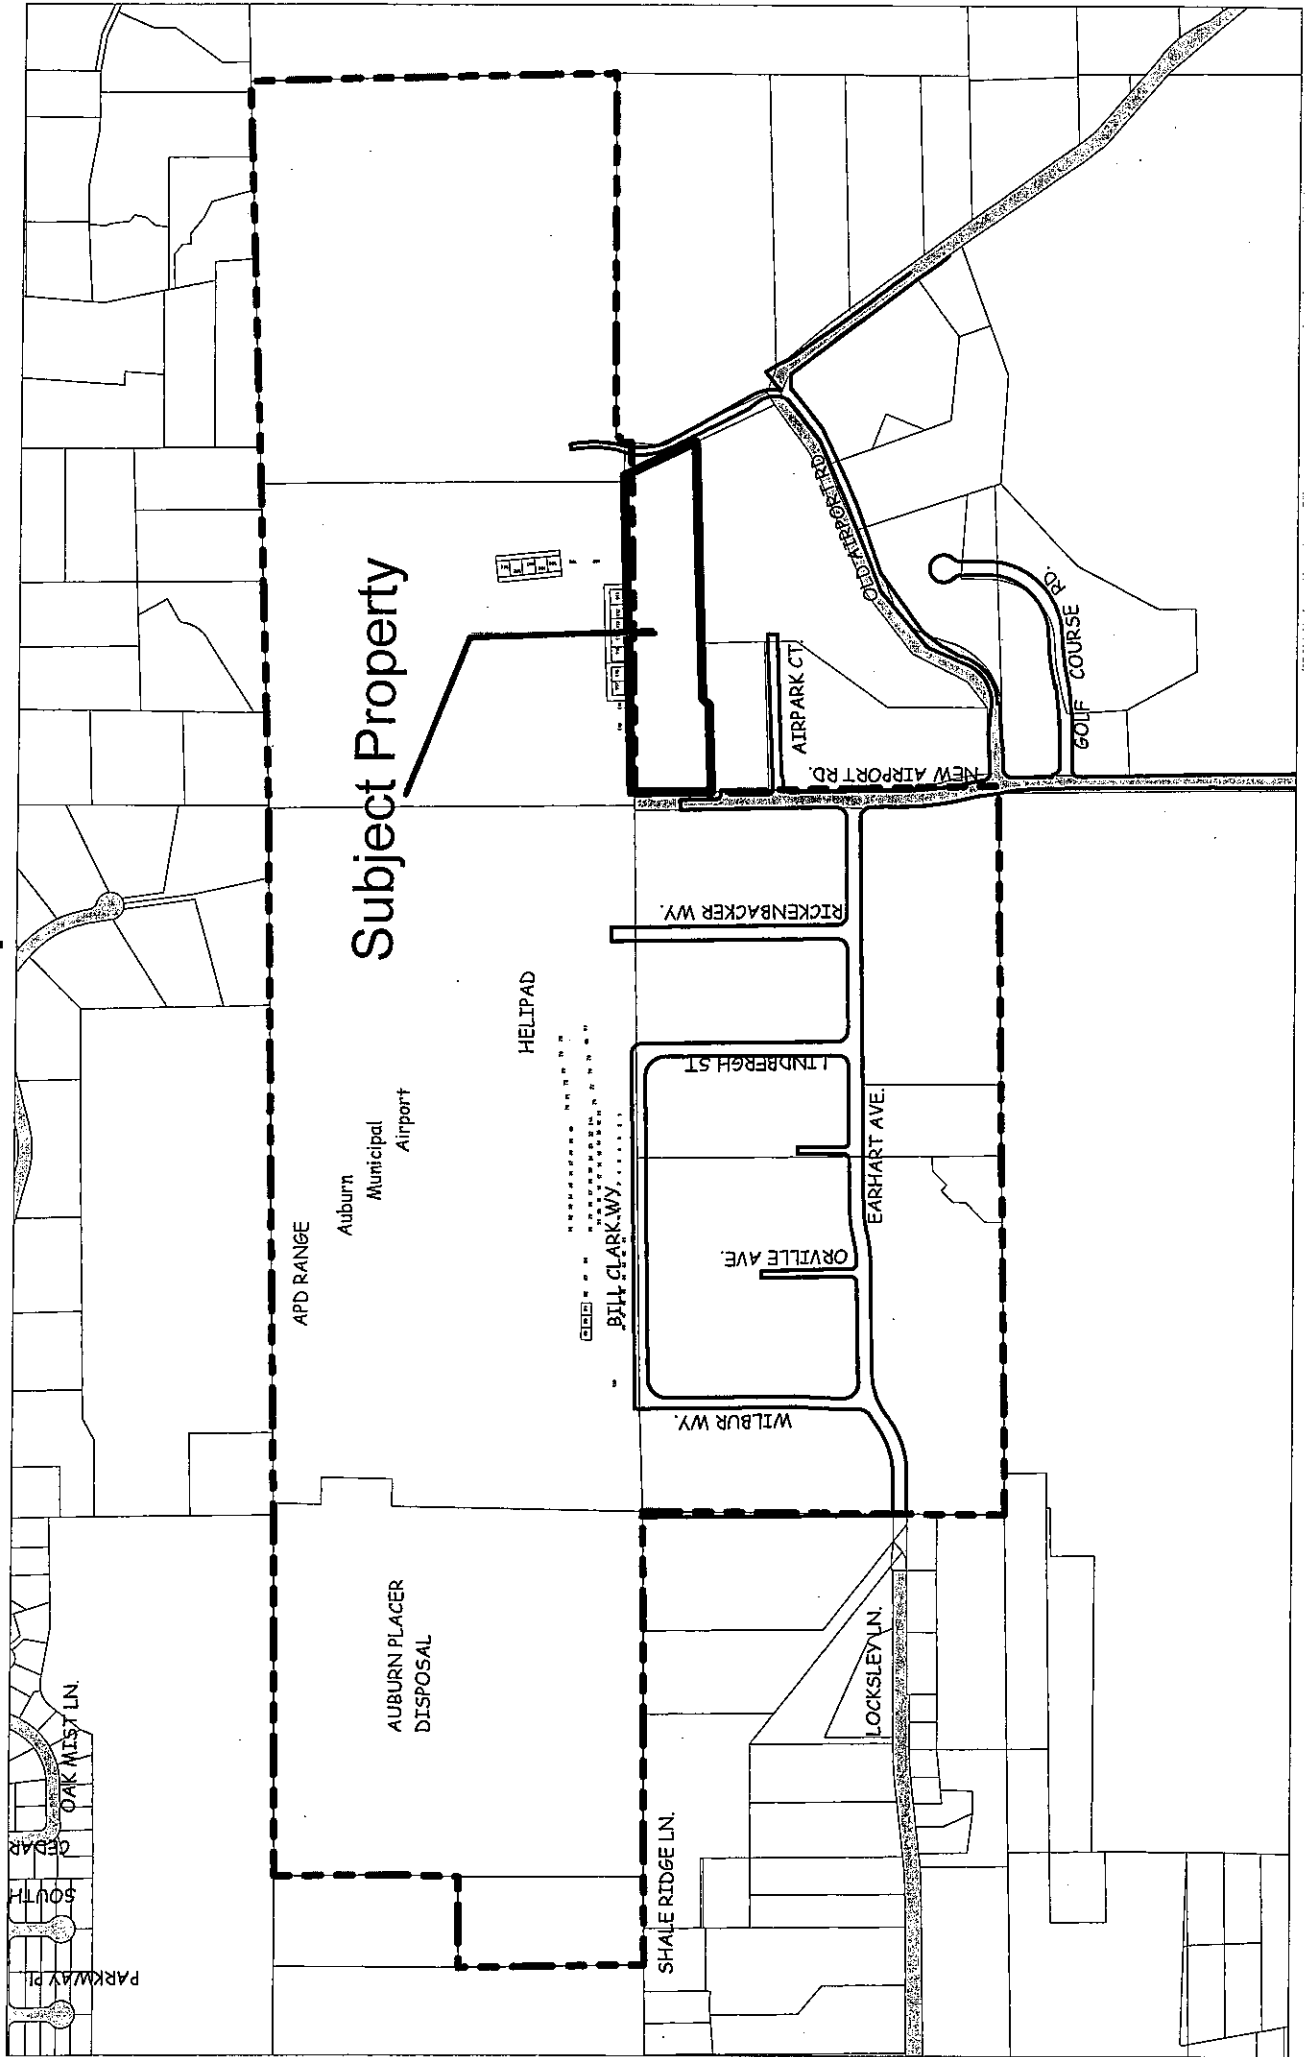 Subject Property
HELIPAD
Auburn
Municipal
Airport
APD RANGE
BILL CLARK WY.
RICKENBACKER WY.
LINDBERGH ST.
ORVILLE AVE.
WILBUR WY.
EARHART AVE.
NEW AIRPORT RD.
AIRPARK CT.
OLD AIRPORT RD.
GOLF COURSE RD.
AUBURN PLACER
DISPOSAL
LOCKSLEY LN.
SHALE RIDGE LN.
OAK MIST LN.
CEDAR
SOUTH
PARKWAY PL